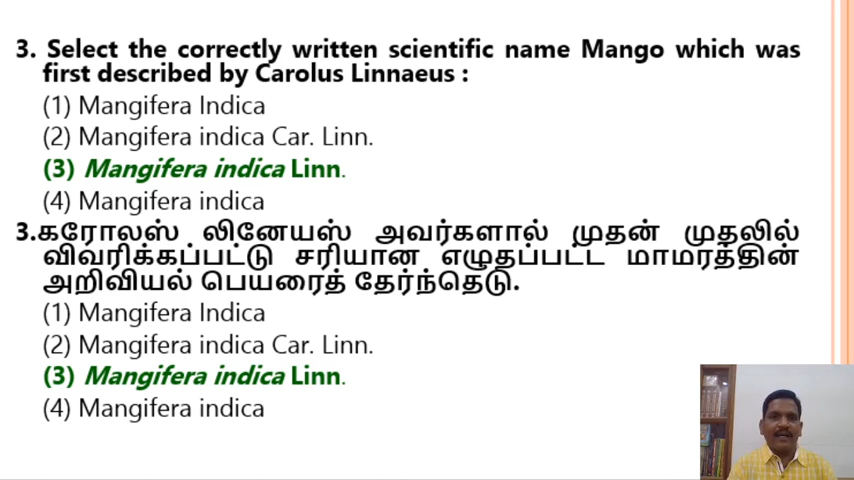 3. Select the correctly written scientific name Mango which was
first described by Carolus Linnaeus :
(1) Mangifera Indica
(2) Mangifera indica Car. Linn.
(3) Mangifera indica Linn.
(4) Mangifera indica
3.கரோலஸ் லினேயஸ் அவர்களால் முதன் முதலில்
விவரிக்கப்பட்டு சரியான எழுதப்பட்ட மாமரத்தின்
அறிவியல் பெயரைத் தேர்ந்தெடு.
(1) Mangifera Indica
(2) Mangifera indica Car. Linn.
(3) Mangifera indica Linn.
(4) Mangifera indica